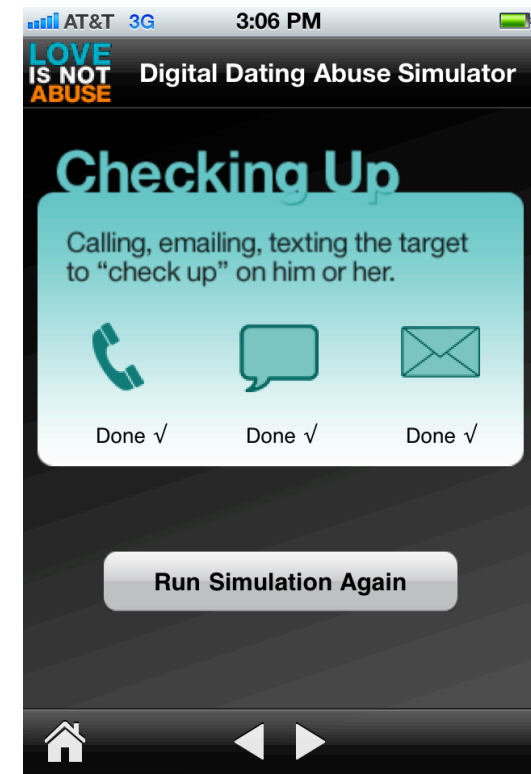 AT&T 3G 3:06 PM
LOVE
IS NOT
ABUSE
Digital Dating Abuse Simulator
Checking Up
Calling, emailing, texting the target
to “check up” on him or her.
Done √ Done √ Done √
Run Simulation Again